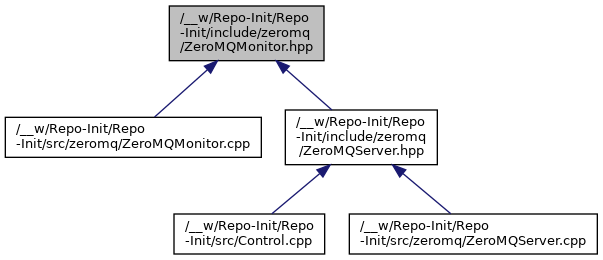 /__w/Repo-Init/Repo
-Init/include/zeromq
/ZeroMQMonitor.hpp
/__w/Repo-Init/Repo
-Init/src/zeromq/ZeroMQMonitor.cpp
/__w/Repo-Init/Repo
-Init/include/zeromq
/ZeroMQServer.hpp
/__w/Repo-Init/Repo
-Init/src/Control.cpp
/__w/Repo-Init/Repo
-Init/src/zeromq/ZeroMQServer.cpp